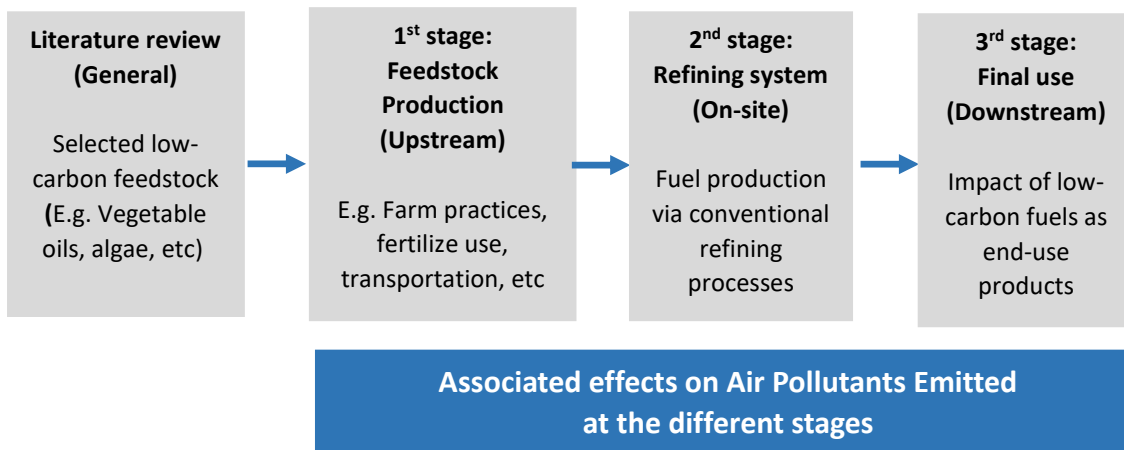 Literature review
(General)
Selected low-
carbon feedstock
(E.g. Vegetable
oils, algae, etc)
1st stage:
Feedstock
Production
(Upstream)
E.g. Farm practices,
fertilize use,
transportation, etc
2nd stage:
Refining system
(On-site)
Fuel production
via conventional
refining
processes
3rd stage:
Final use
(Downstream)
Impact of low-
carbon fuels as
end-use
products
Associated effects on Air Pollutants Emitted
at the different stages